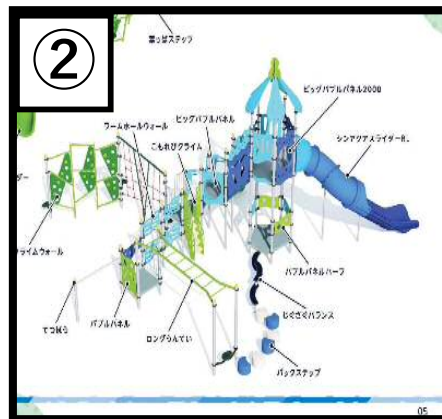 ②
葉っぱステップ
ビッグバブルパネル2000
ビッグバブルパネル
ワームホールウォール
こもれびクライム
シンアツアスライダーR.
ダー
クライムウォール
バブルパネルハーフ
じぐざぐバランス
てつぼう
バブルパネル
ロングうんてい
バックステップ
05